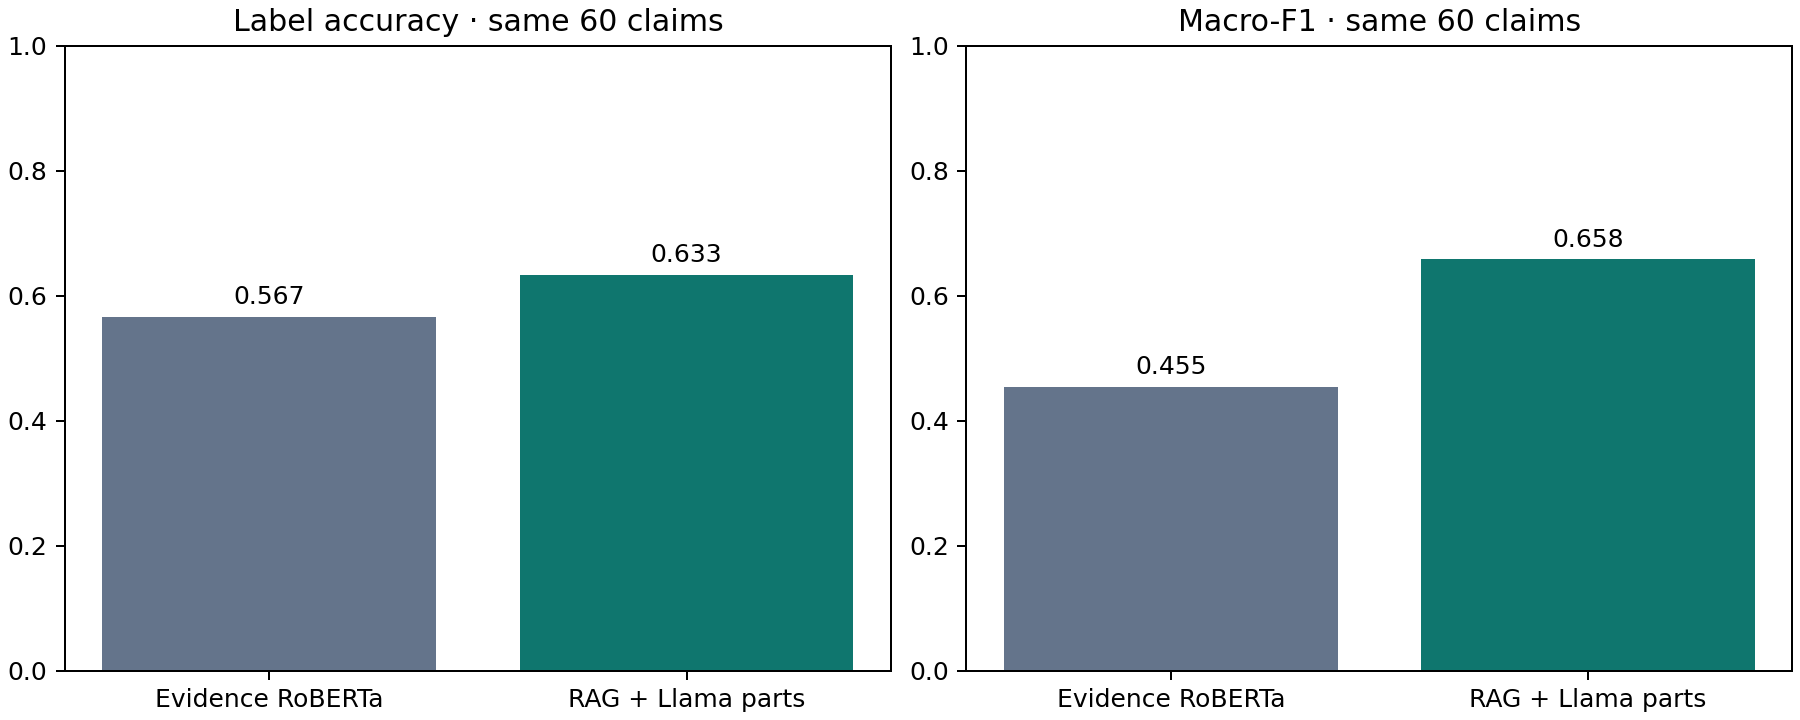 Label accuracy · same 60 claims
1.0
0.8
0.6
0.4
0.2
0.0
0.567
0.633
Evidence RoBERTa
RAG + Llama parts
Macro-F1 · same 60 claims
1.0
0.8
0.6
0.4
0.2
0.0
0.455
0.658
Evidence RoBERTa
RAG + Llama parts